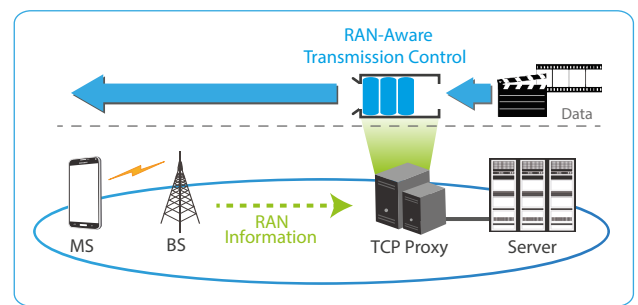 RAN-Aware
Transmission Control
Data
RAN
Information
MS
BS
TCP Proxy
Server